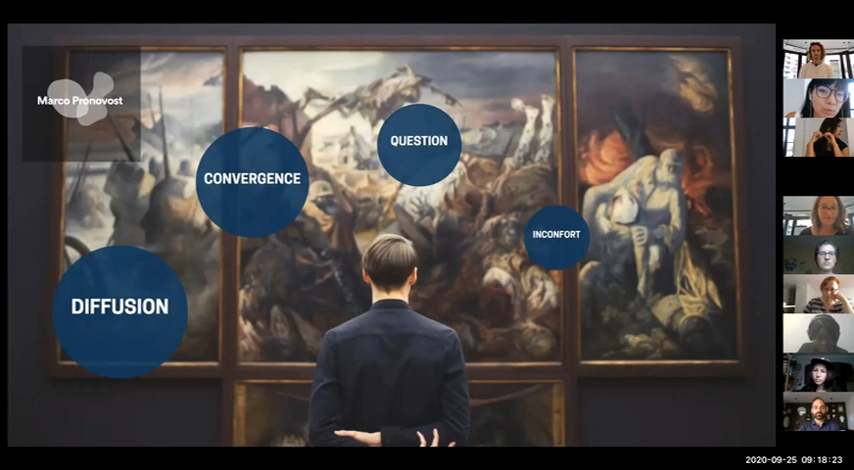 Marco Pronovost
QUESTION
CONVERGENCE
INCONFORT
DIFFUSION
2020-09-25 09:18:23